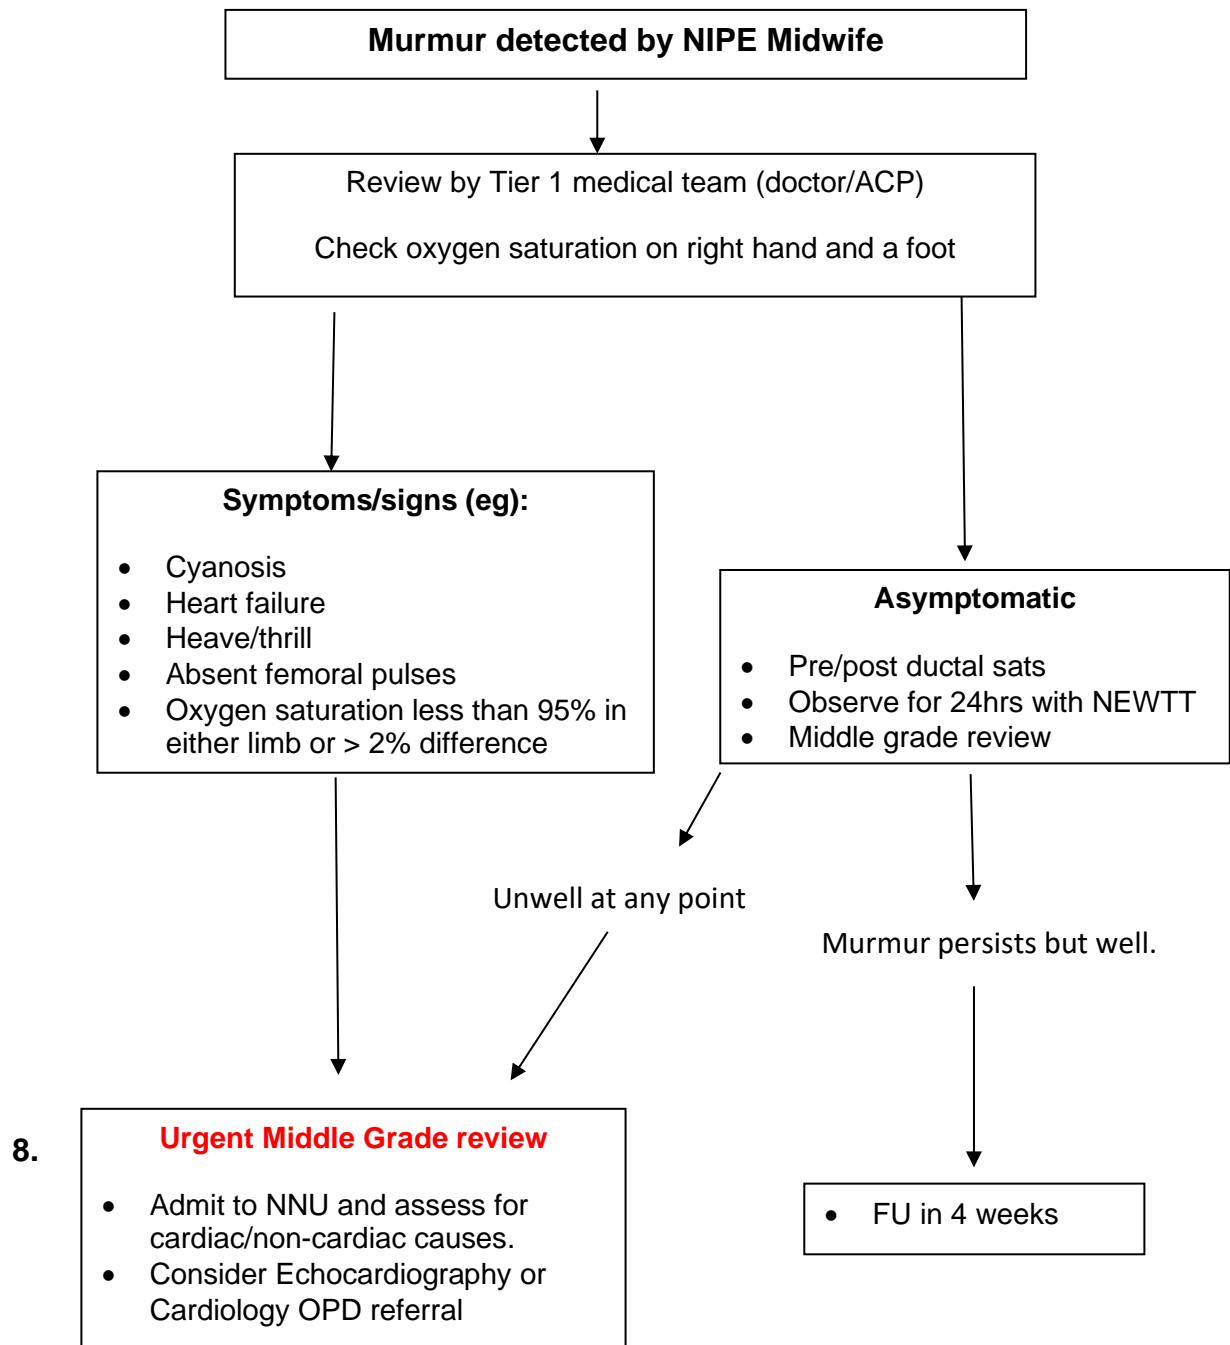 Murmur detected by NIPE Midwife
Review by Tier 1 medical team (doctor/ACP)
Check oxygen saturation on right hand and a foot
Symptoms/signs (eg):
• Cyanosis
• Heart failure
• Heave/thrill
• Absent femoral pulses
• Oxygen saturation less than 95% in
either limb or > 2% difference
Asymptomatic
• Pre/post ductal sats
• Observe for 24hrs with NEWTT
• Middle grade review
Unwell at any point
Murmur persists but well.
8.
Urgent Middle Grade review
• Admit to NNU and assess for
cardiac/non-cardiac causes.
• Consider Echocardiography or
Cardiology OPD referral
• FU in 4 weeks